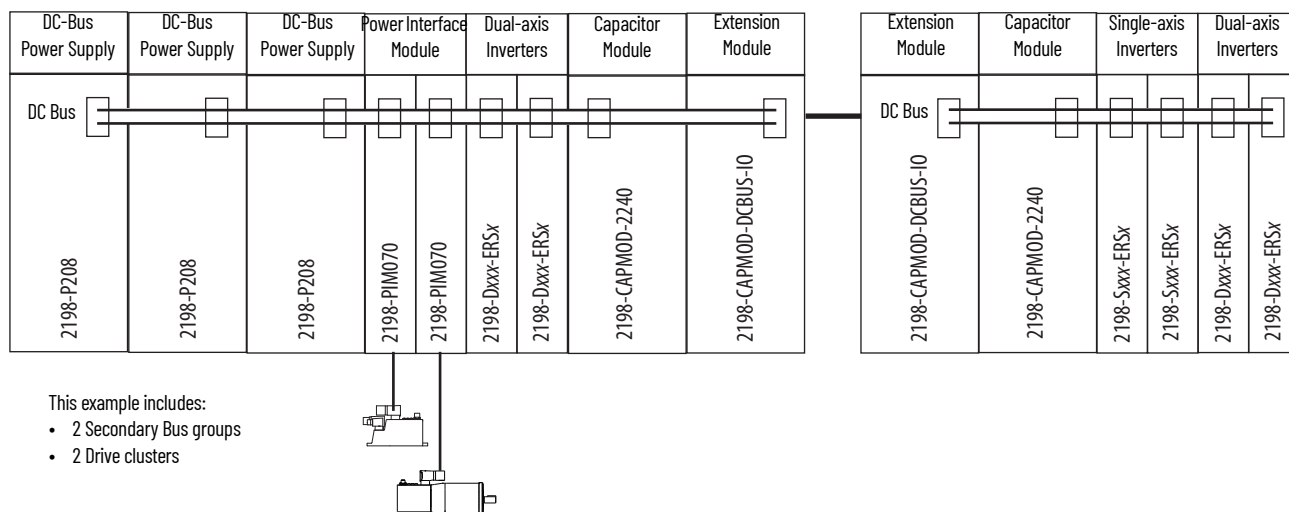 DC-Bus
Power Supply
DC-Bus
Power Supply
DC-Bus
Power Supply
Power Interface
Module
Dual-axis
Inverters
Capacitor
Module
Extension
Module
Extension
Module
Capacitor
Module
Single-axis
Inverters
Dual-axis
Inverters
DC Bus
2198-P208
2198-P208
2198-P208
2198-PIM070
2198-PIM070
2198-Dxxx-ERSx
2198-Dxxx-ERSx
2198-CAPMOD-2240
2198-CAPMOD-DCBUS-IO
DC Bus
2198-CAPMOD-DCBUS-IO
2198-CAPMOD-2240
2198-Sxxx-ERSx
2198-Sxxx-ERSx
2198-Dxxx-ERSx
2198-Dxxx-ERSx
This example includes:
• 2 Secondary Bus groups
• 2 Drive clusters